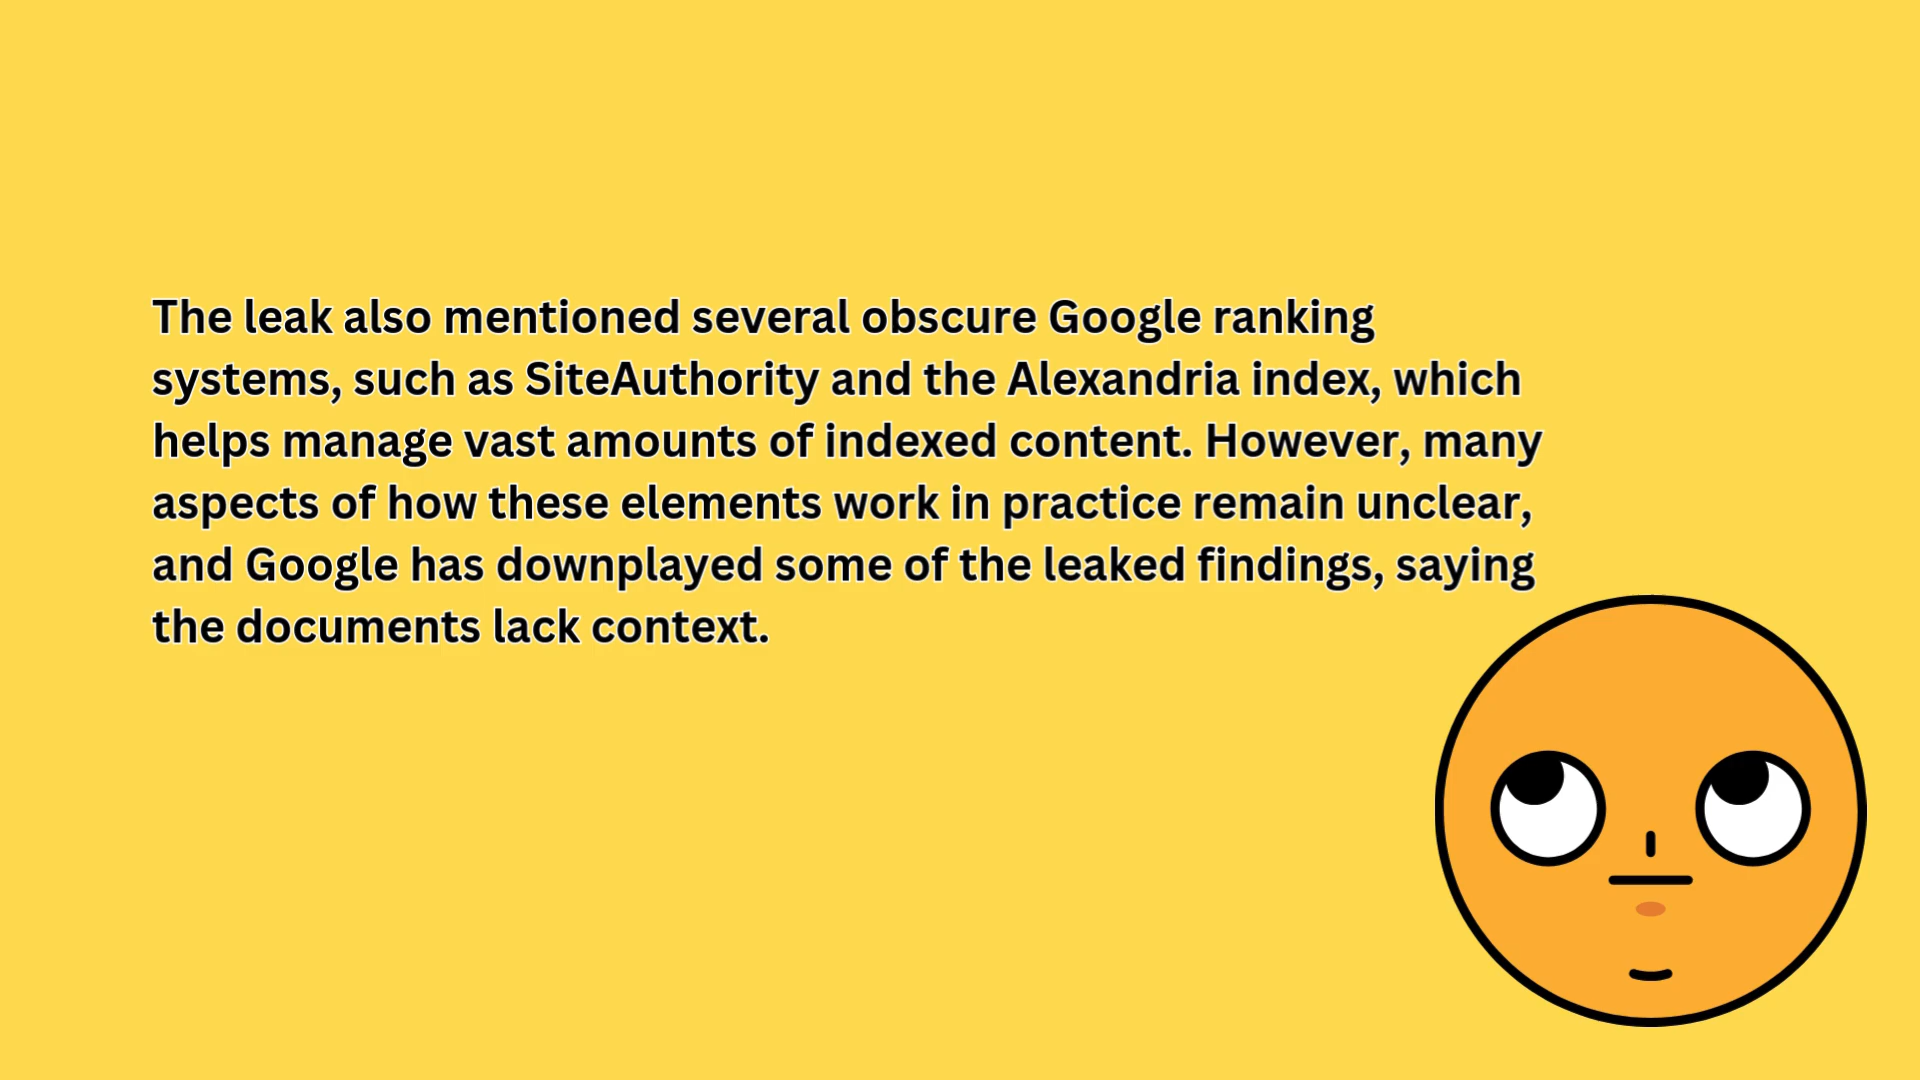 The leak also mentioned several obscure Google ranking
systems, such as SiteAuthority and the Alexandria index, which
helps manage vast amounts of indexed content. However, many
aspects of how these elements work in practice remain unclear,
and Google has downplayed some of the leaked findings, saying
the documents lack context.